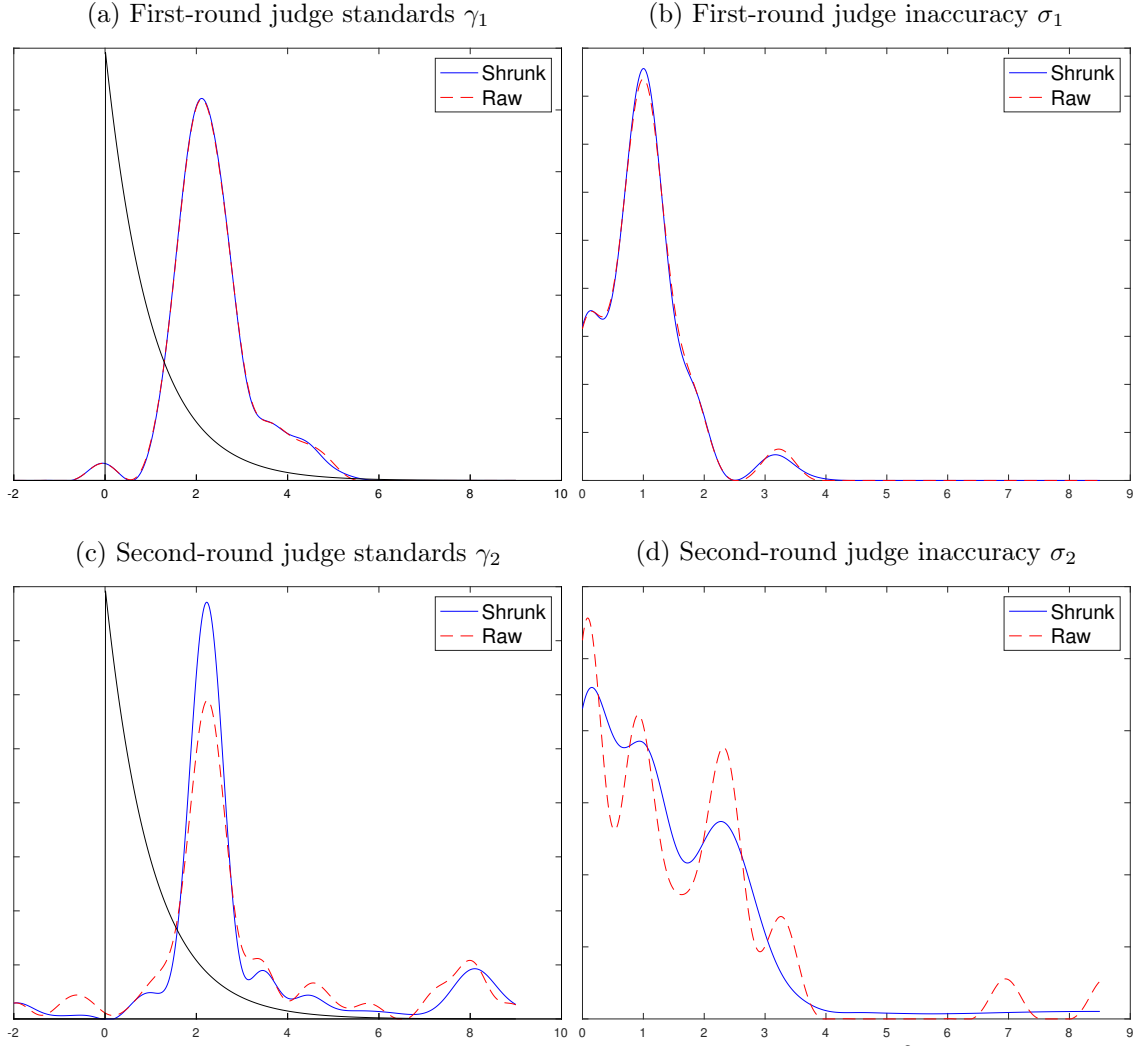 (a) First-round judge standards γ₁
(b) First-round judge inaccuracy σ₁
Shrunk
Raw
Shrunk
Raw
-2 0 2 4 6 8 10
0 1 2 3 4 5 6 7 8 9
(c) Second-round judge standards γ₂
(d) Second-round judge inaccuracy σ₂
Shrunk
Raw
Shrunk
Raw
-2 0 2 4 6 8 10
0 1 2 3 4 5 6 7 8 9